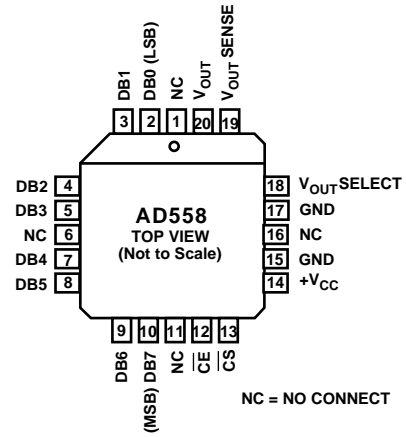 DB1
DB0 (LSB)
NC
VOUT
VOUT SENSE
3
2
1
20
19
DB2 4
DB3 5
NC 6
DB4 7
DB5 8
AD558
TOP VIEW
(Not to Scale)
18 VOUT SELECT
17 GND
16 NC
15 GND
14 +VCC
9
10
11
12
13
DB6
(MSB) DB7
NC
CE
CS
NC = NO CONNECT